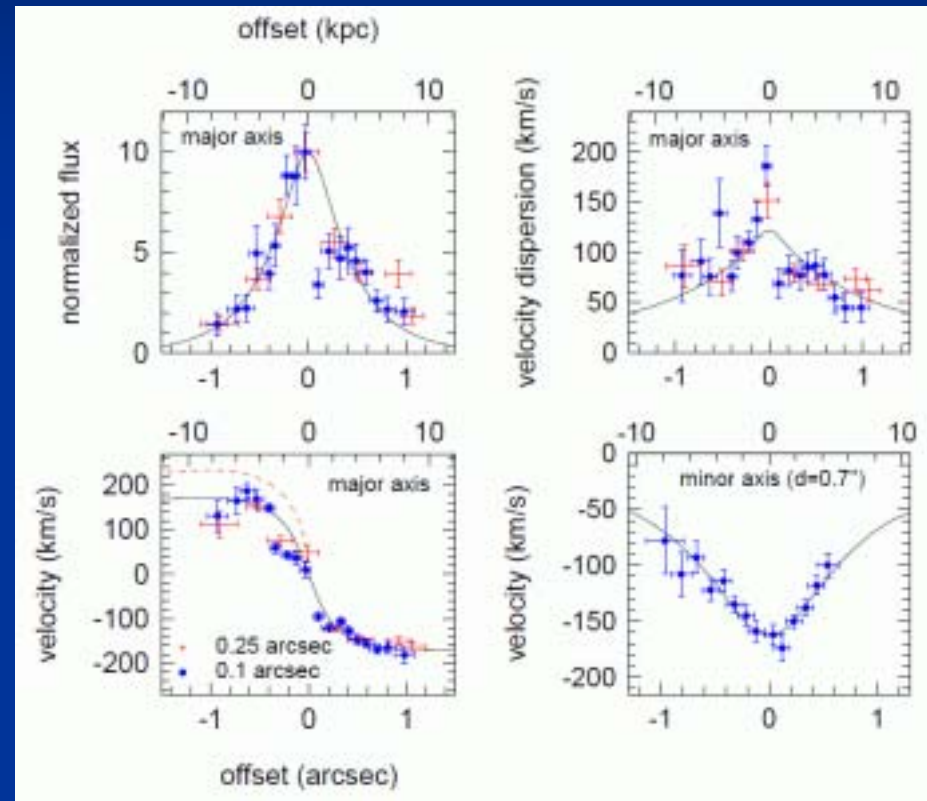 offset (kpc)
-10 0 10
major axis
10
5
0
normalized flux
-1 0 1
-10 0 10
major axis
200
150
100
50
0
velocity dispersion (km/s)
-1 0 1
-10 0 10
major axis
200
100
0
-100
-200
velocity (km/s)
0.25 arcsec
0.1 arcsec
-1 0 1
offset (arcsec)
-10 0 10
0
minor axis (d=0.7")
-50
-100
-150
-200
velocity (km/s)
-1 0 1